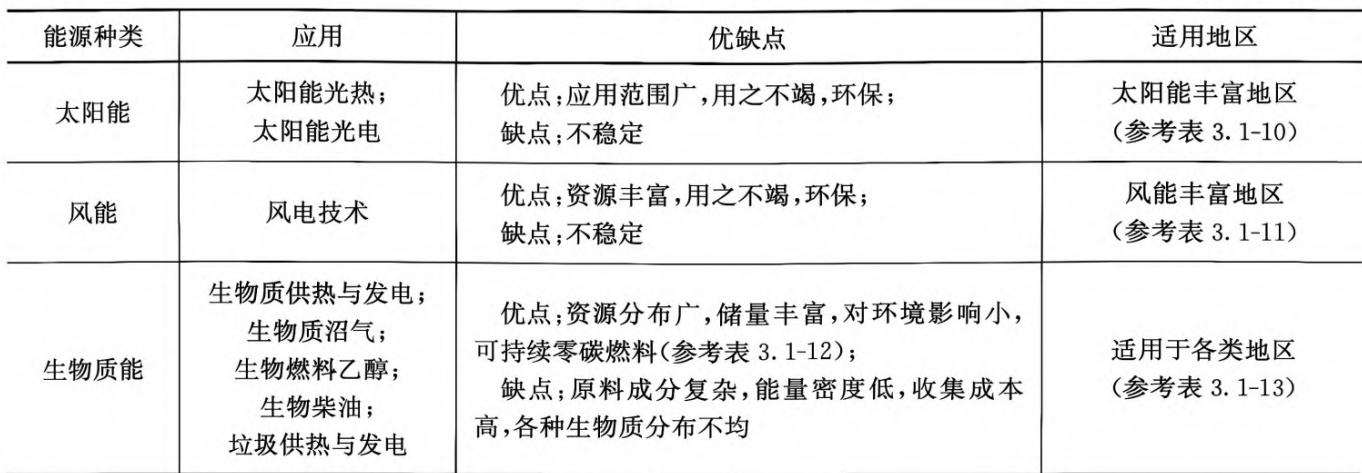 能源种类 应用 优缺点 适用地区
太阳能 太阳能光热; 优点;应用范围广,用之不竭,环保; 太阳能丰富地区
太阳能光电 缺点;不稳定 (参考表 3.1-10)
风能 风电技术 优点;资源丰富,用之不竭,环保; 风能丰富地区
缺点;不稳定 (参考表 3.1-11)
生物质能 生物质供热与发电; 优点;资源分布广,储量丰富,对环境影响小, 适用于各类地区
生物质沼气; 可持续零碳燃料(参考表 3.1-12); (参考表 3.1-13)
生物燃料乙醇; 缺点;原料成分复杂,能量密度低,收集成本
生物柴油; 高,各种生物质分布不均
垃圾供热与发电